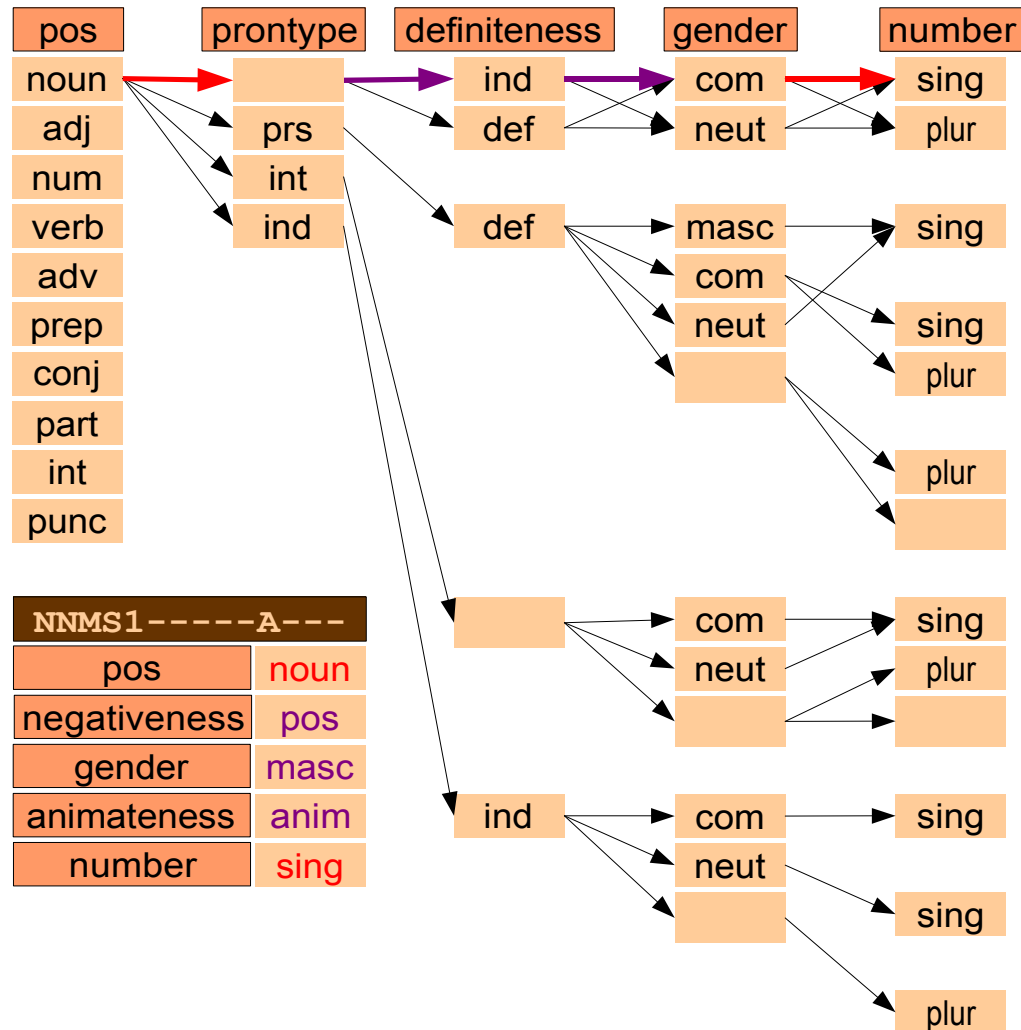 pos prontype definiteness gender number
noun ind com sing
adj prs def neut plur
num int
verb ind def masc sing
adv com
prep neut sing
conj plur
part plur
int
punc
NNMS1-----A--- com sing
pos noun neut plur
negativeness pos
gender masc
animateness anim ind com sing
number sing neut
sing
plur